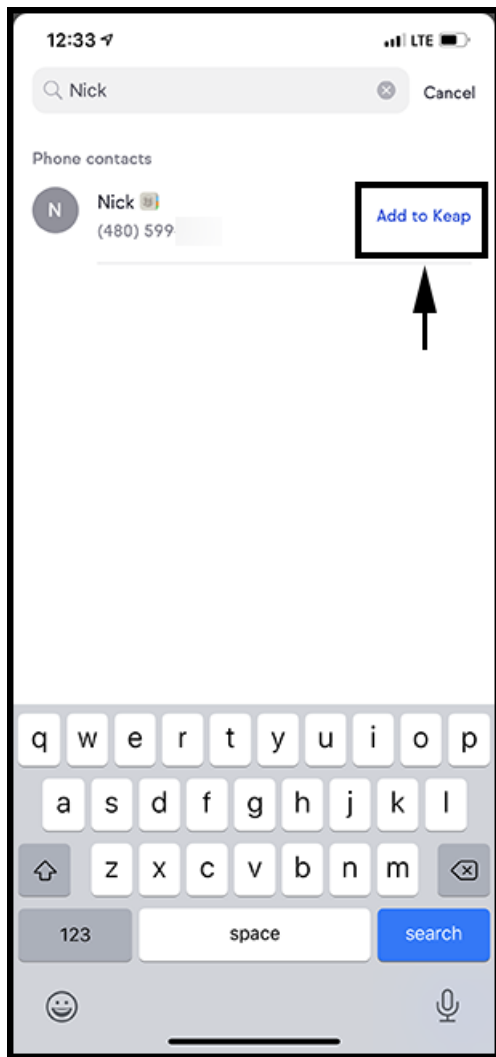 12:33 LTE
Nick Cancel
Phone contacts
N Nick
(480) 599
Add to Keap
q w e r t y u i o p
a s d f g h j k l
z x c v b n m
123 space search